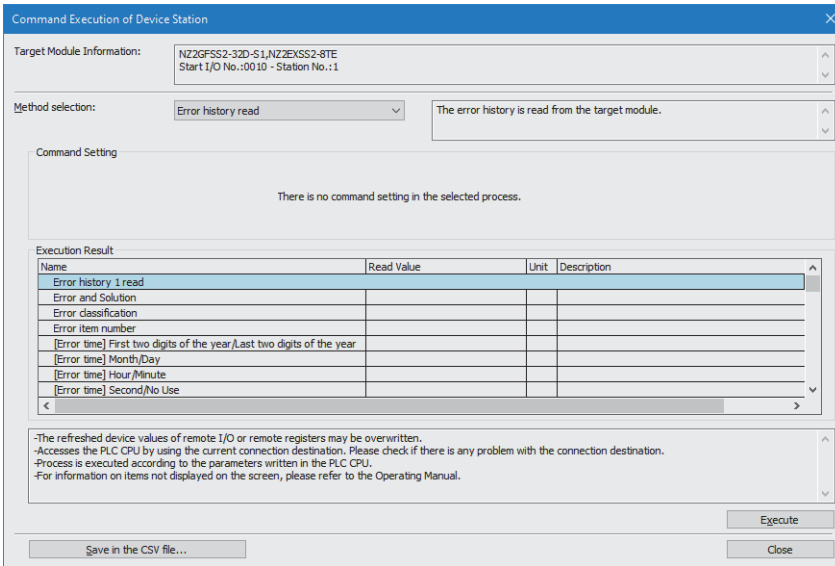 Command Execution of Device Station
Target Module Information:
NZ2GFSS2-32D-S1,NZ2EXSS2-8TE
Start I/O No.:0010 - Station No.:1
Method selection:
Error history read
The error history is read from the target module.
Command Setting
There is no command setting in the selected process.
Execution Result
Name Read Value Unit Description
Error history 1 read
Error and Solution
Error classification
Error item number
[Error time] First two digits of the year/Last two digits of the year
[Error time] Month/Day
[Error time] Hour/Minute
[Error time] Second/No Use
-The refreshed device values of remote I/O or remote registers may be overwritten.
-Accesses the PLC CPU by using the current connection destination. Please check if there is any problem with the connection destination.
-Process is executed according to the parameters written in the PLC CPU.
-For information on items not displayed on the screen, please refer to the Operating Manual.
Execute
Save in the CSV file...
Close